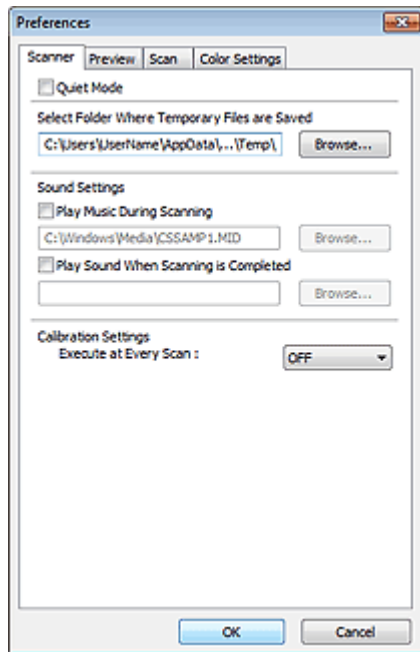 Preferences
Scanner Preview Scan Color Settings
Quiet Mode
Select Folder Where Temporary Files are Saved
C:\Users\UserName\AppData\,...\Temp\, Browse...
Sound Settings
Play Music During Scanning
C:\Windows\Media\CSSAMP1.MID Browse...
Play Sound When Scanning is Completed
Browse...
Calibration Settings
Execute at Every Scan : OFF
OK Cancel